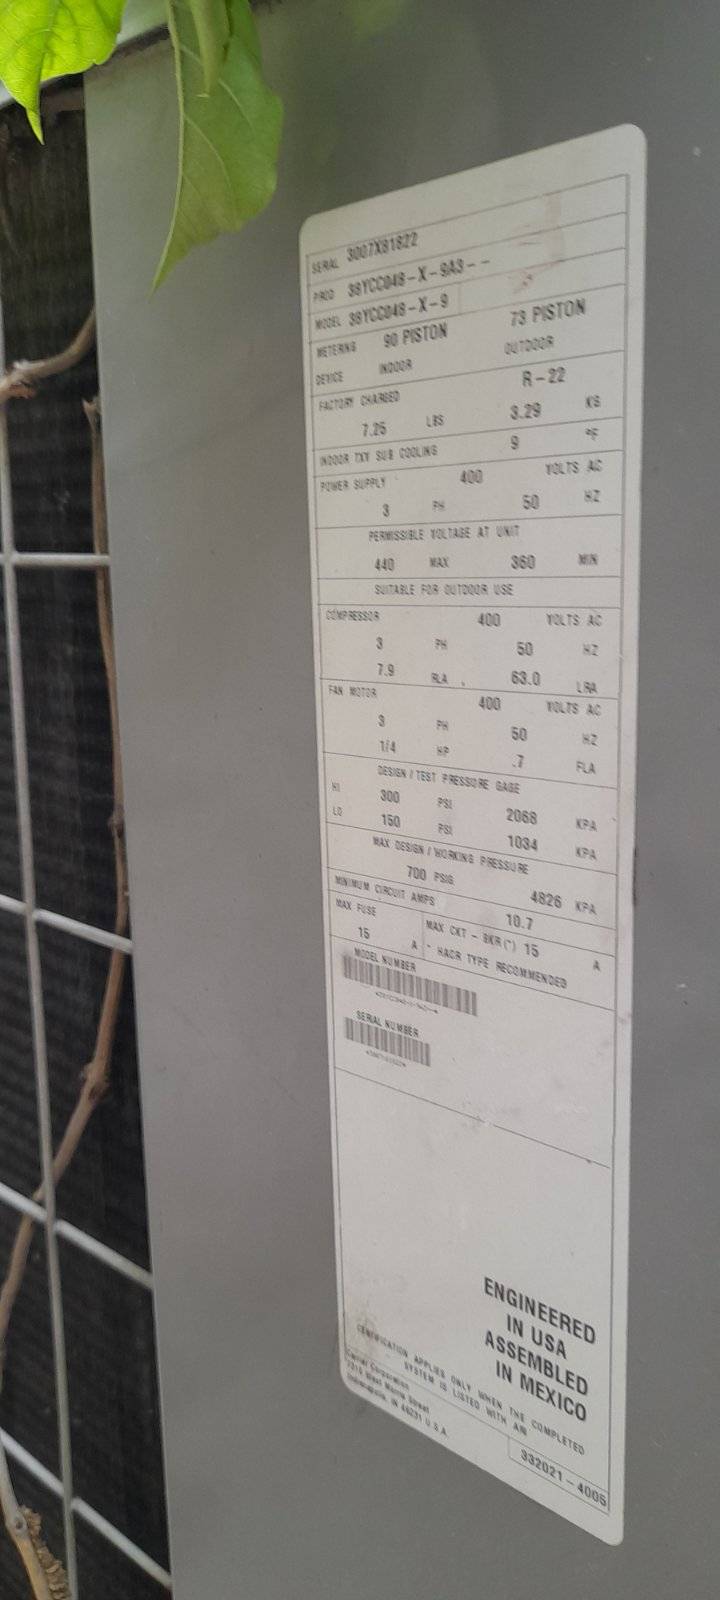 SERIAL 3007X81822
PROD 38YCC048-X-9A3--
MODEL 38YCC048-X-9
METERING 90 PISTON 73 PISTON
DEVICE INDOOR OUTDOOR
FACTORY CHARGED R-22
7.25 LBS 3.29 KG
INDOOR TXV SUB COOLING 9 °F
POWER SUPPLY 400 VOLTS AC
3 PH 50 HZ
PERMISSIBLE VOLTAGE AT UNIT
440 MAX 360 MIN
SUITABLE FOR OUTDOOR USE
COMPRESSOR 400 VOLTS AC
3 PH 50 HZ
7.9 RLA 63.0 LRA
FAN MOTOR 400 VOLTS AC
3 PH 50 HZ
1/4 HP .7 FLA
DESIGN / TEST PRESSURE GAGE
HI 300 PSI 2068 KPA
LO 150 PSI 1034 KPA
MAX DESIGN / WORKING PRESSURE
700 PSIG 4826 KPA
MINIMUM CIRCUIT AMPS 10.7
MAX FUSE MAX CKT - BKR (*) 15 A
15 A * HACR TYPE RECOMMENDED
MODEL NUMBER
SERIAL NUMBER
ENGINEERED
IN USA
ASSEMBLED
IN MEXICO
CERTIFICATION APPLIES ONLY WHEN THE COMPLETED
SYSTEM IS LISTED WITH ARI
Carrier Corporation
7310 West Morris Street
Indianapolis, IN 46231 U.S.A.
332021-4005